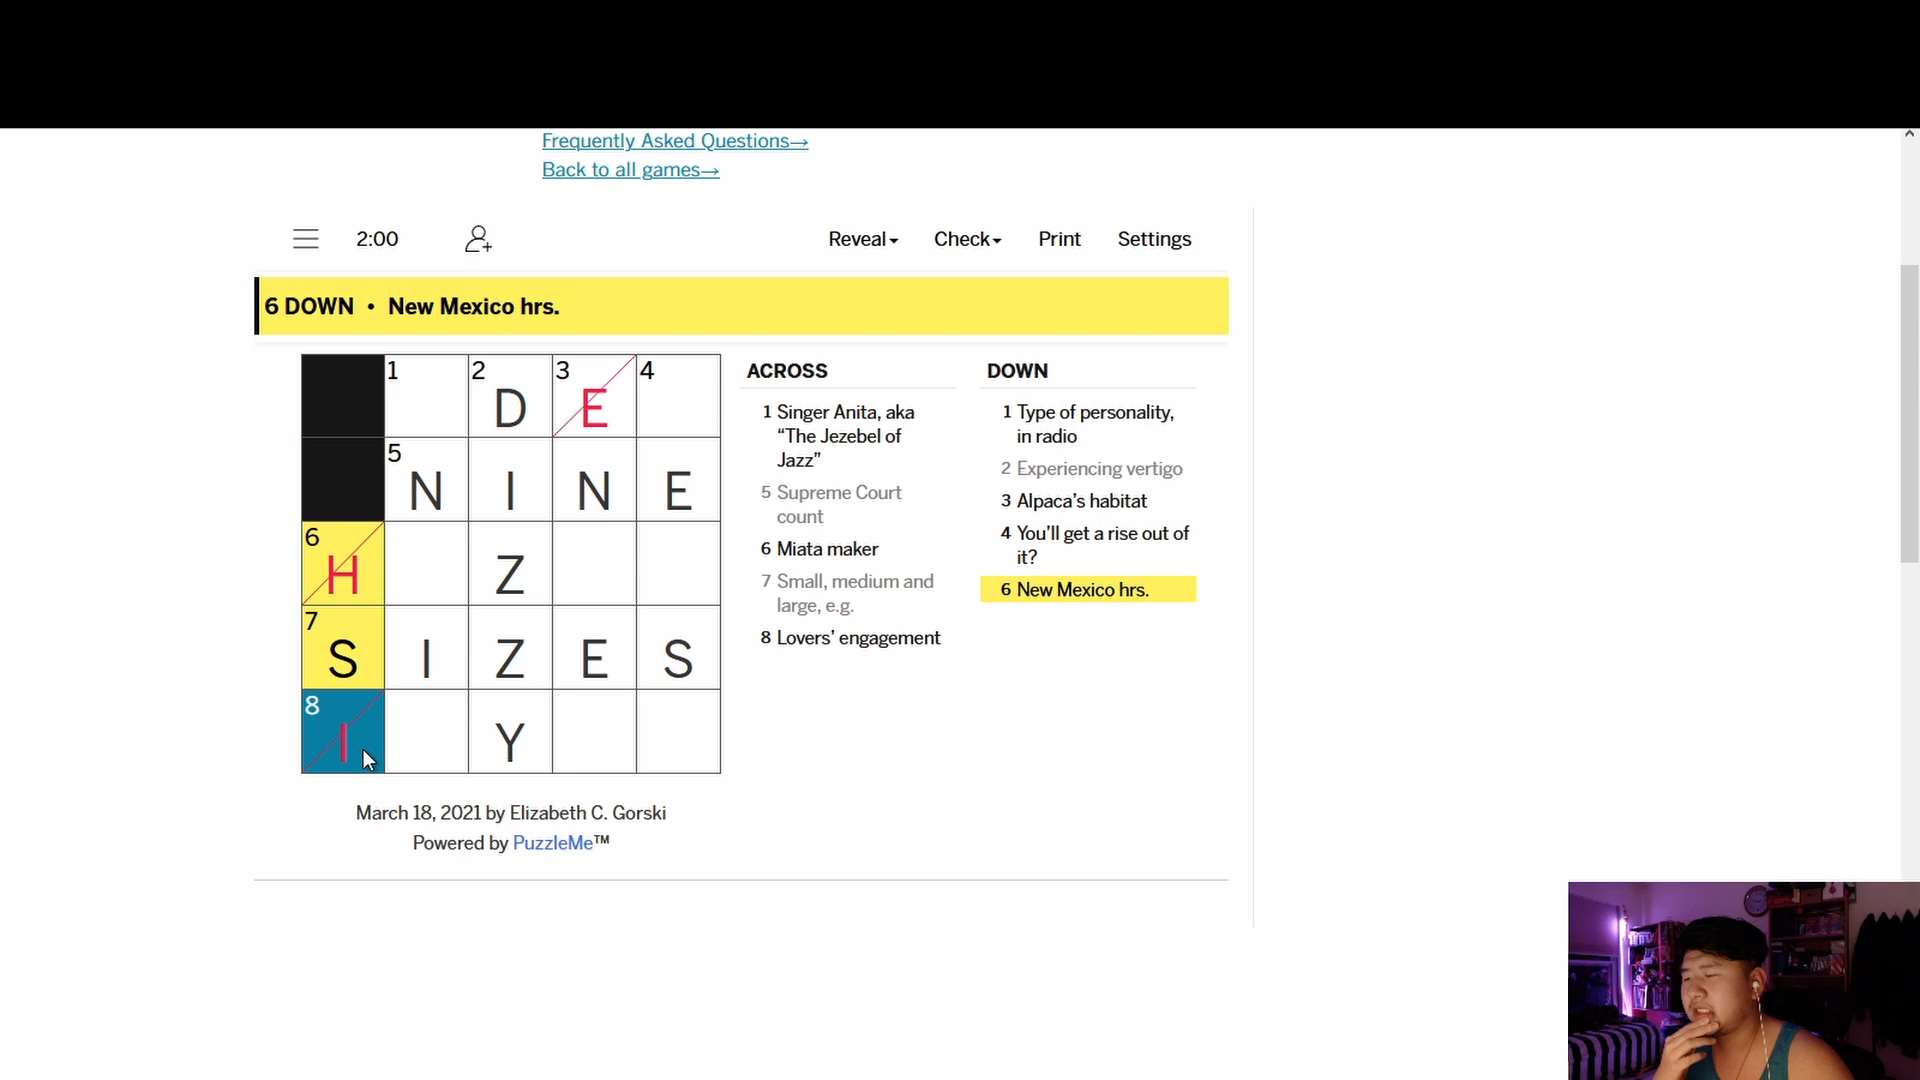 Frequently Asked Questions→
Back to all games→
2:00
Reveal
Check
Print
Settings
6 DOWN • New Mexico hrs.
1 2 3 4
D E
5
N I N E
6
H Z
7
S I Z E S
8
I Y
ACROSS
1 Singer Anita, aka
“The Jezebel of
Jazz”
5 Supreme Court
count
6 Miata maker
7 Small, medium and
large, e.g.
8 Lovers’ engagement
DOWN
1 Type of personality,
in radio
2 Experiencing vertigo
3 Alpaca’s habitat
4 You’ll get a rise out of
it?
6 New Mexico hrs.
March 18, 2021 by Elizabeth C. Gorski
Powered by PuzzleMe™